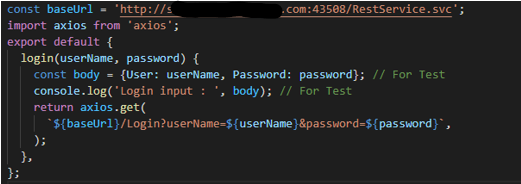 const baseUrl = 'http://s .com:43508/RestService.svc';
import axios from 'axios';
export default {
login(userName, password) {
const body = {User: userName, Password: password}; // For Test
console.log('Login input : ', body); // For Test
return axios.get(
`${baseUrl}/Login?userName=${userName}&password=${password}`,
);
},
};